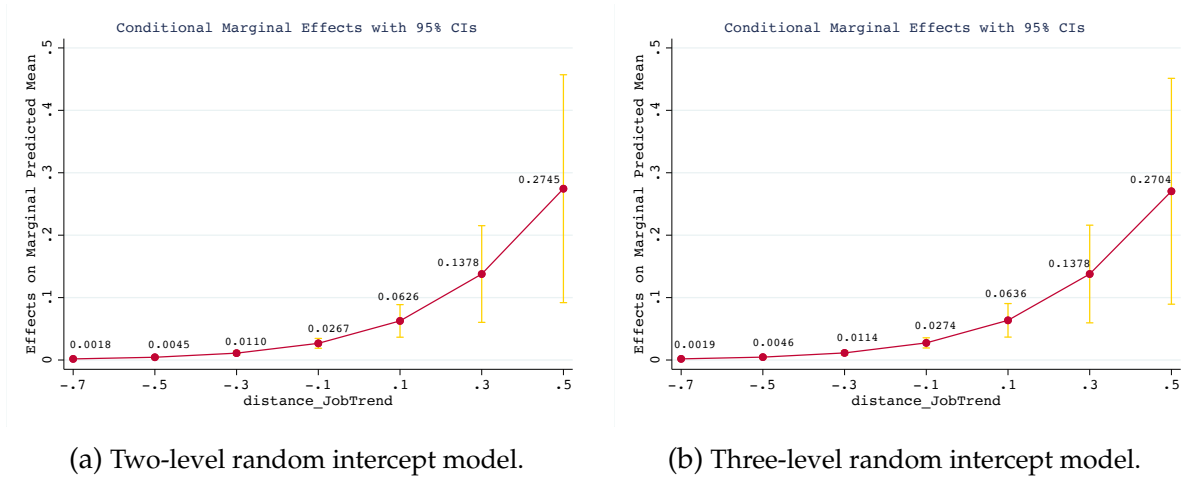 Conditional Marginal Effects with 95% CIs
Effects on Marginal Predicted Mean
.5
.4
.3
.2
.1
0
0.0018
0.0045
0.0110
0.0267
0.0626
0.1378
0.2745
-.7 -.5 -.3 -.1 .1 .3 .5
distance_JobTrend
(a) Two-level random intercept model.
Conditional Marginal Effects with 95% CIs
Effects on Marginal Predicted Mean
.5
.4
.3
.2
.1
0
0.0019
0.0046
0.0114
0.0274
0.0636
0.1378
0.2704
-.7 -.5 -.3 -.1 .1 .3 .5
distance_JobTrend
(b) Three-level random intercept model.